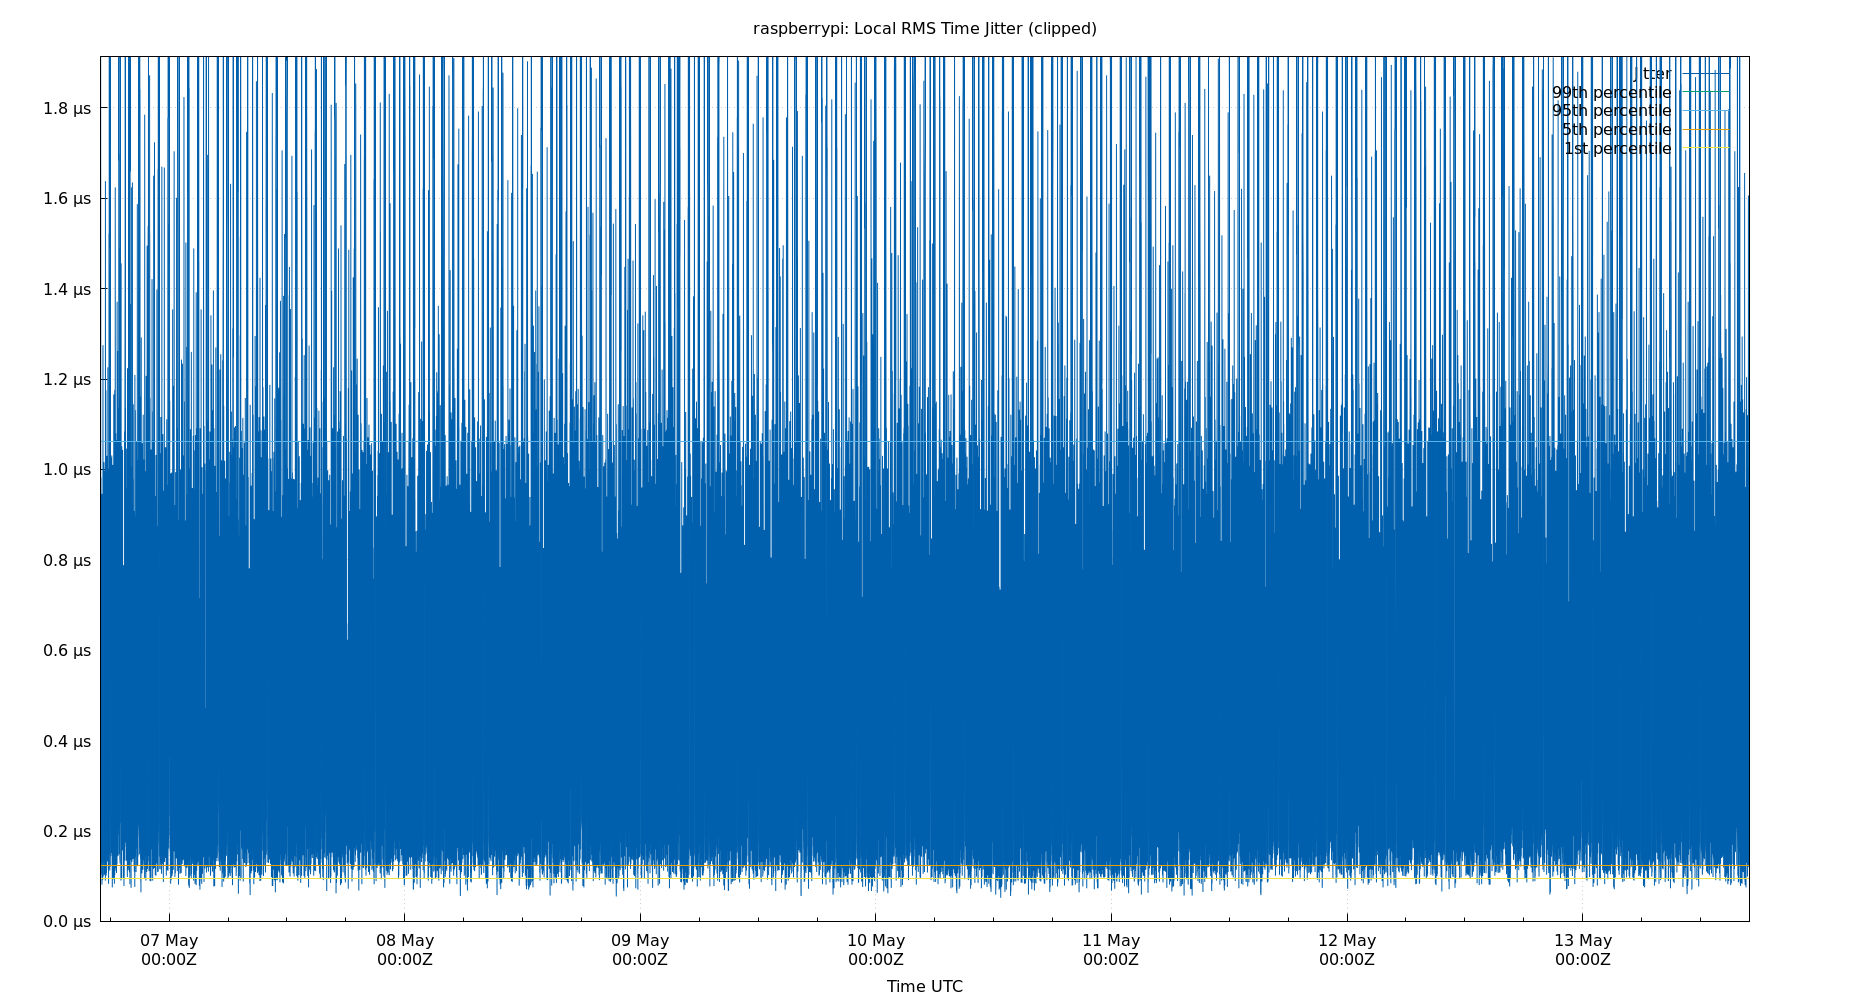 raspberrypi: Local RMS Time Jitter (clipped)
Jitter
99th percentile
95th percentile
5th percentile
1st percentile
1.8 µs
1.6 µs
1.4 µs
1.2 µs
1.0 µs
0.8 µs
0.6 µs
0.4 µs
0.2 µs
0.0 µs
07 May 08 May 09 May 10 May 11 May 12 May 13 May
00:00Z 00:00Z 00:00Z 00:00Z 00:00Z 00:00Z 00:00Z
Time UTC